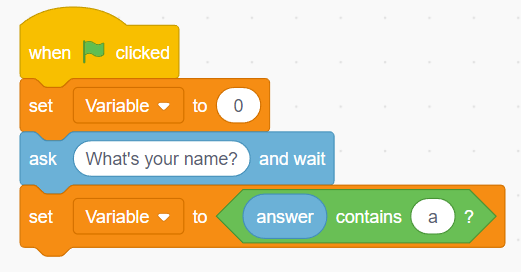 when clicked
set Variable to 0
ask What's your name? and wait
set Variable to answer contains a ?